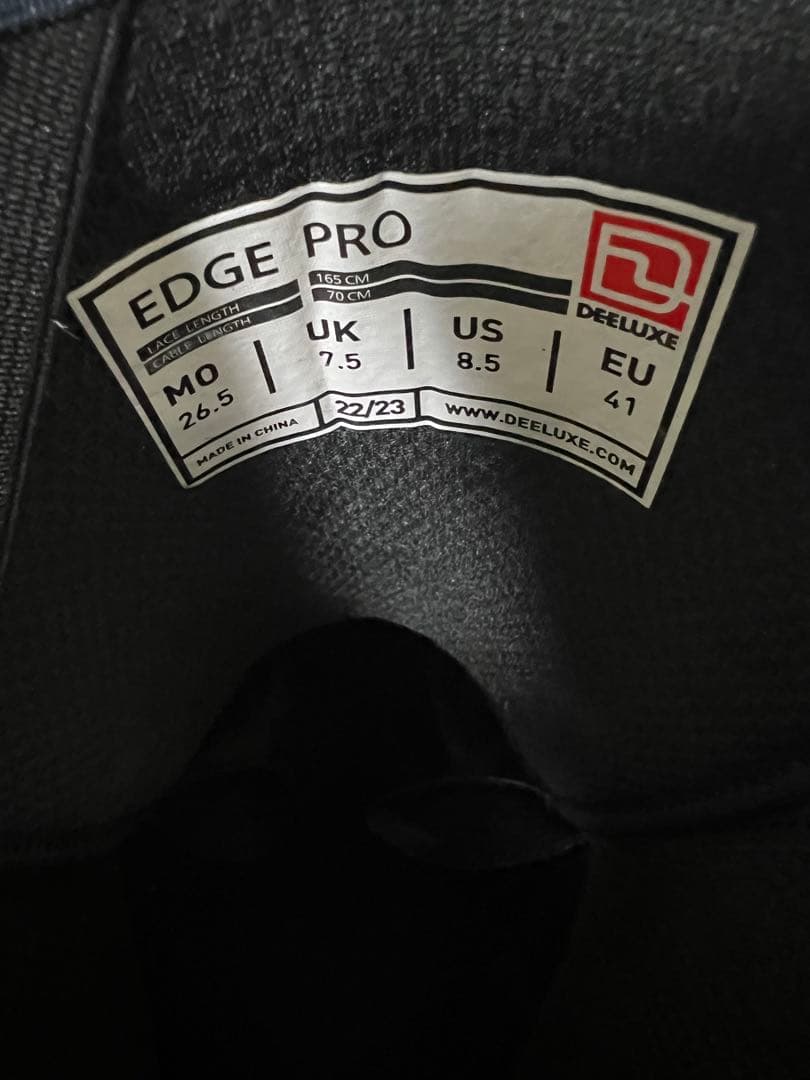 EDGE PRO
LACE LENGTH 165 CM
CABLE LENGTH 70 CM
DEELUXE
MO UK US EU
26.5 7.5 8.5 41
MADE IN CHINA 22/23 WWW.DEELUXE.COM